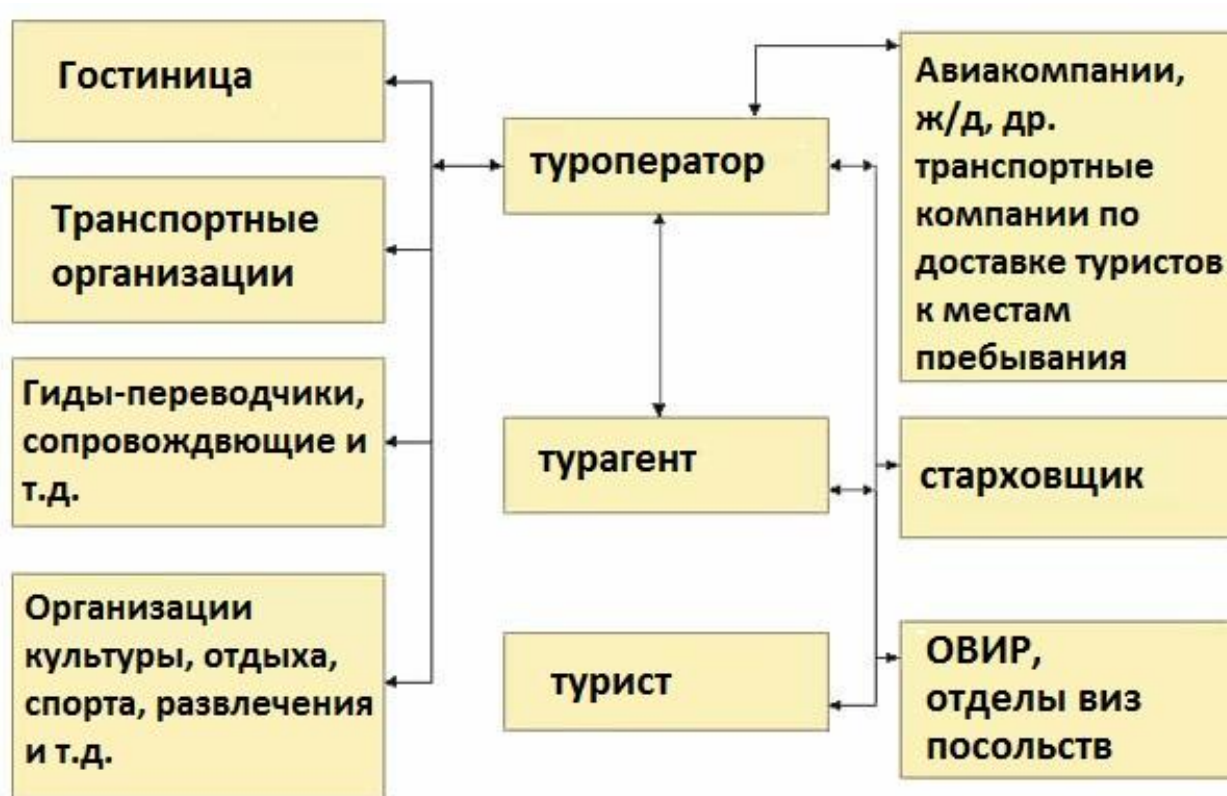 Гостиница
Транспортные
организации
Гиды-переводчики,
сопровождвющие и
т.д.
Организации
культуры, отдыха,
спорта, развлечения
и т.д.
туроператор
турагент
турист
Авиакомпании,
ж/д, др.
транспортные
компании по
доставке туристов
к местам
пребывания
старховщик
ОВИР,
отделы виз
посольств